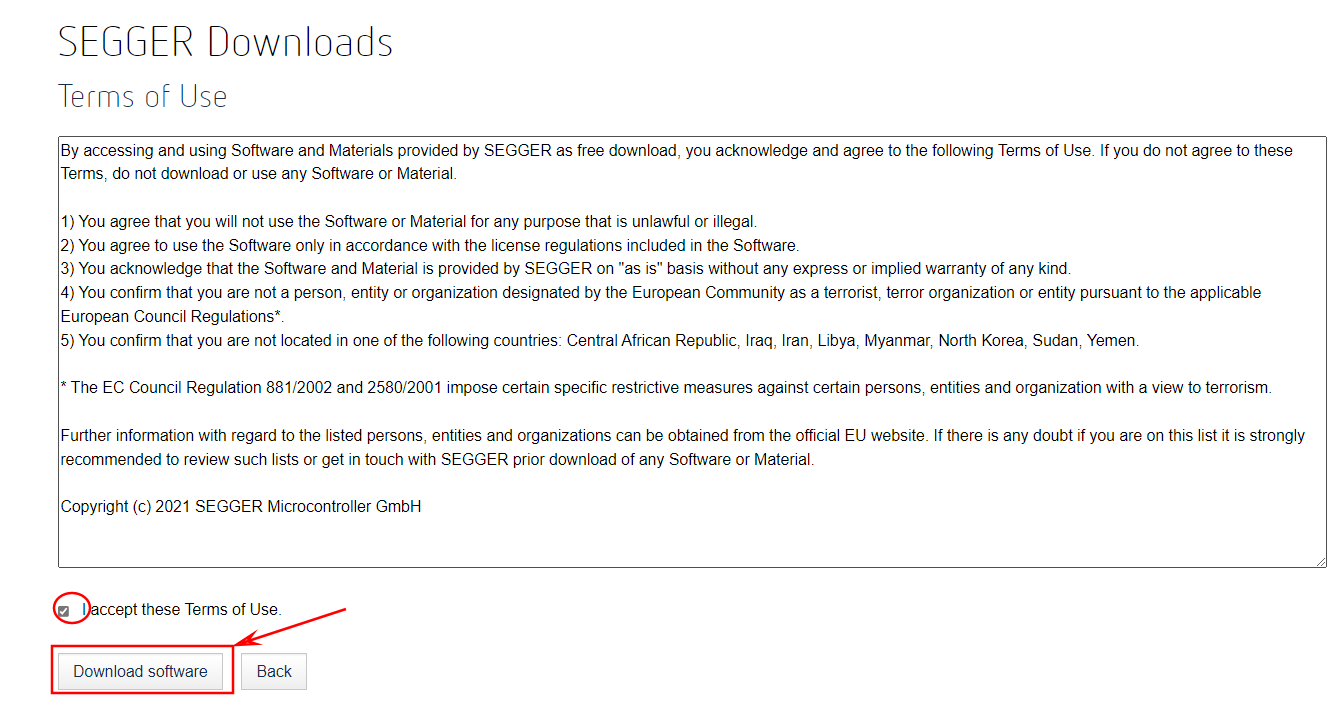 SEGGER Downloads
Terms of Use
By accessing and using Software and Materials provided by SEGGER as free download, you acknowledge and agree to the following Terms of Use. If you do not agree to these
Terms, do not download or use any Software or Material.
1) You agree that you will not use the Software or Material for any purpose that is unlawful or illegal.
2) You agree to use the Software only in accordance with the license regulations included in the Software.
3) You acknowledge that the Software and Material is provided by SEGGER on "as is" basis without any express or implied warranty of any kind.
4) You confirm that you are not a person, entity or organization designated by the European Community as a terrorist, terror organization or entity pursuant to the applicable
European Council Regulations*.
5) You confirm that you are not located in one of the following countries: Central African Republic, Iraq, Iran, Libya, Myanmar, North Korea, Sudan, Yemen.
* The EC Council Regulation 881/2002 and 2580/2001 impose certain specific restrictive measures against certain persons, entities and organization with a view to terrorism.
Further information with regard to the listed persons, entities and organizations can be obtained from the official EU website. If there is any doubt if you are on this list it is strongly
recommended to review such lists or get in touch with SEGGER prior download of any Software or Material.
Copyright (c) 2021 SEGGER Microcontroller GmbH
I accept these Terms of Use.
Download software Back